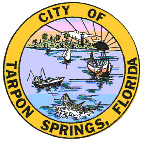 CITY OF
TARPON SPRINGS, FLORIDA